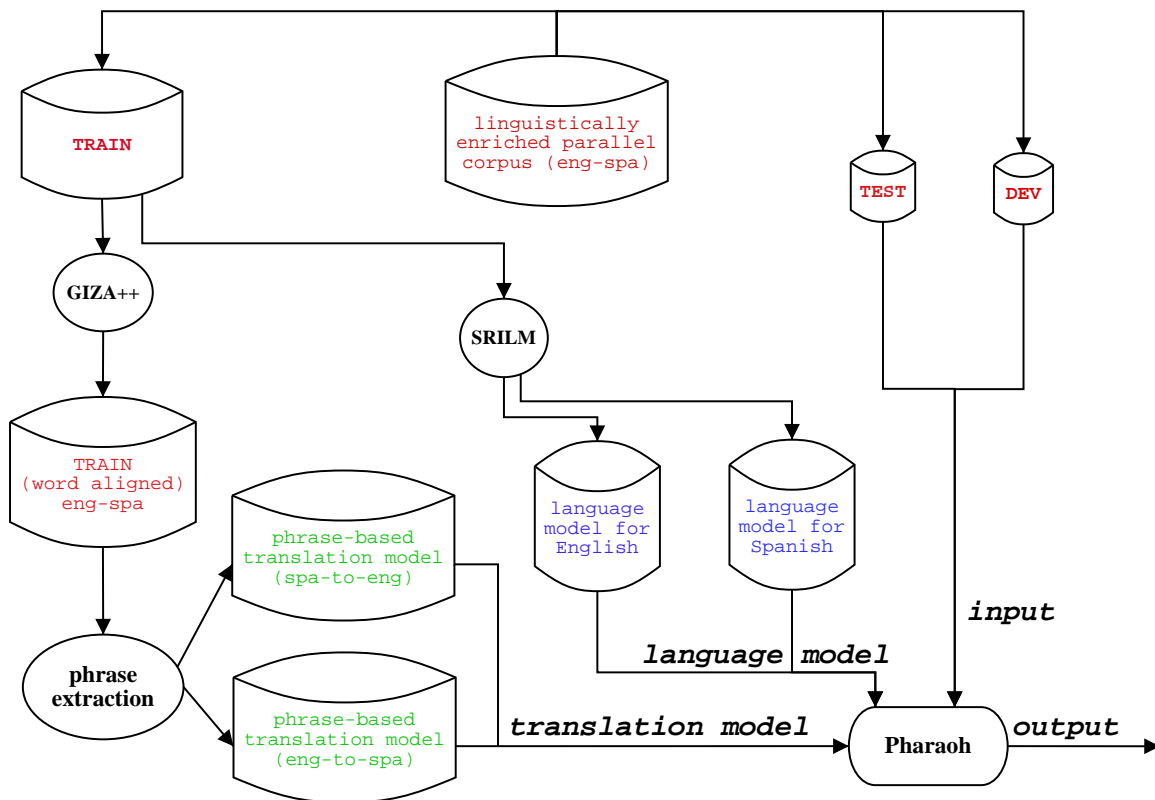 linguistically
enriched parallel
corpus (eng-spa)
TRAIN
TEST
DEV
GIZA++
SRILM
TRAIN
(word aligned)
eng-spa
phrase-based
translation model
(spa-to-eng)
language
model for
English
language
model for
Spanish
input
language model
phrase
extraction
phrase-based
translation model
(eng-to-spa)
translation model
Pharaoh
output